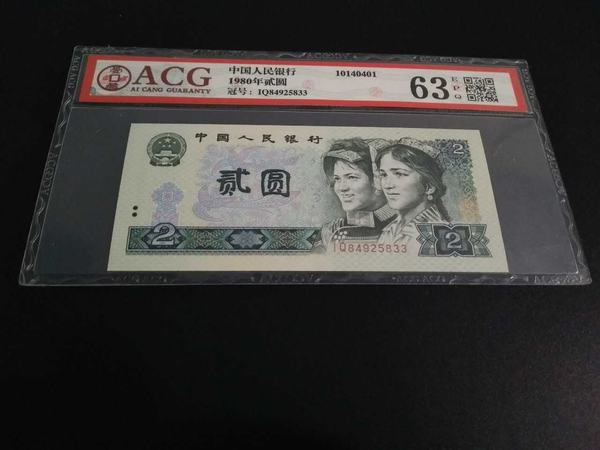 ACG
AI CANG GUARANTY
中国人民银行
1980年贰圆
冠号：IQ84925833
10140401
63 EPQ
中国人民银行
贰圆
2
2
2
IQ84925833